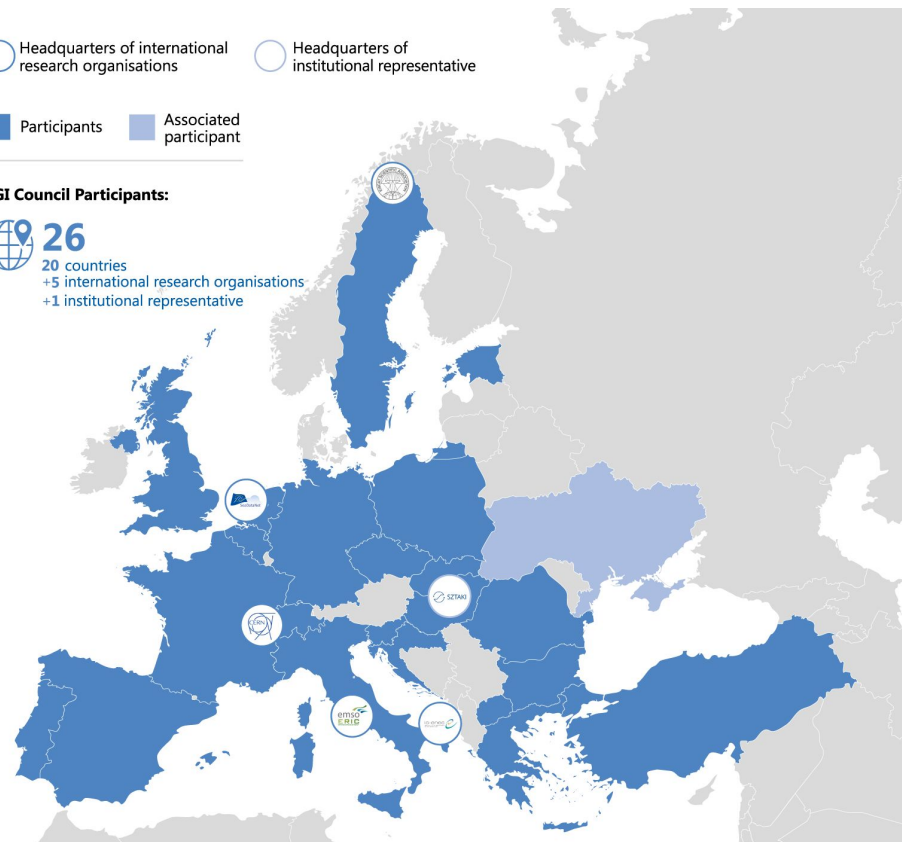 Headquarters of international
research organisations
Headquarters of
institutional representative
Participants
Associated
participant
GI Council Participants:
26
20 countries
+5 international research organisations
+1 institutional representative
CERN
SZTAKI
emso
ERIC